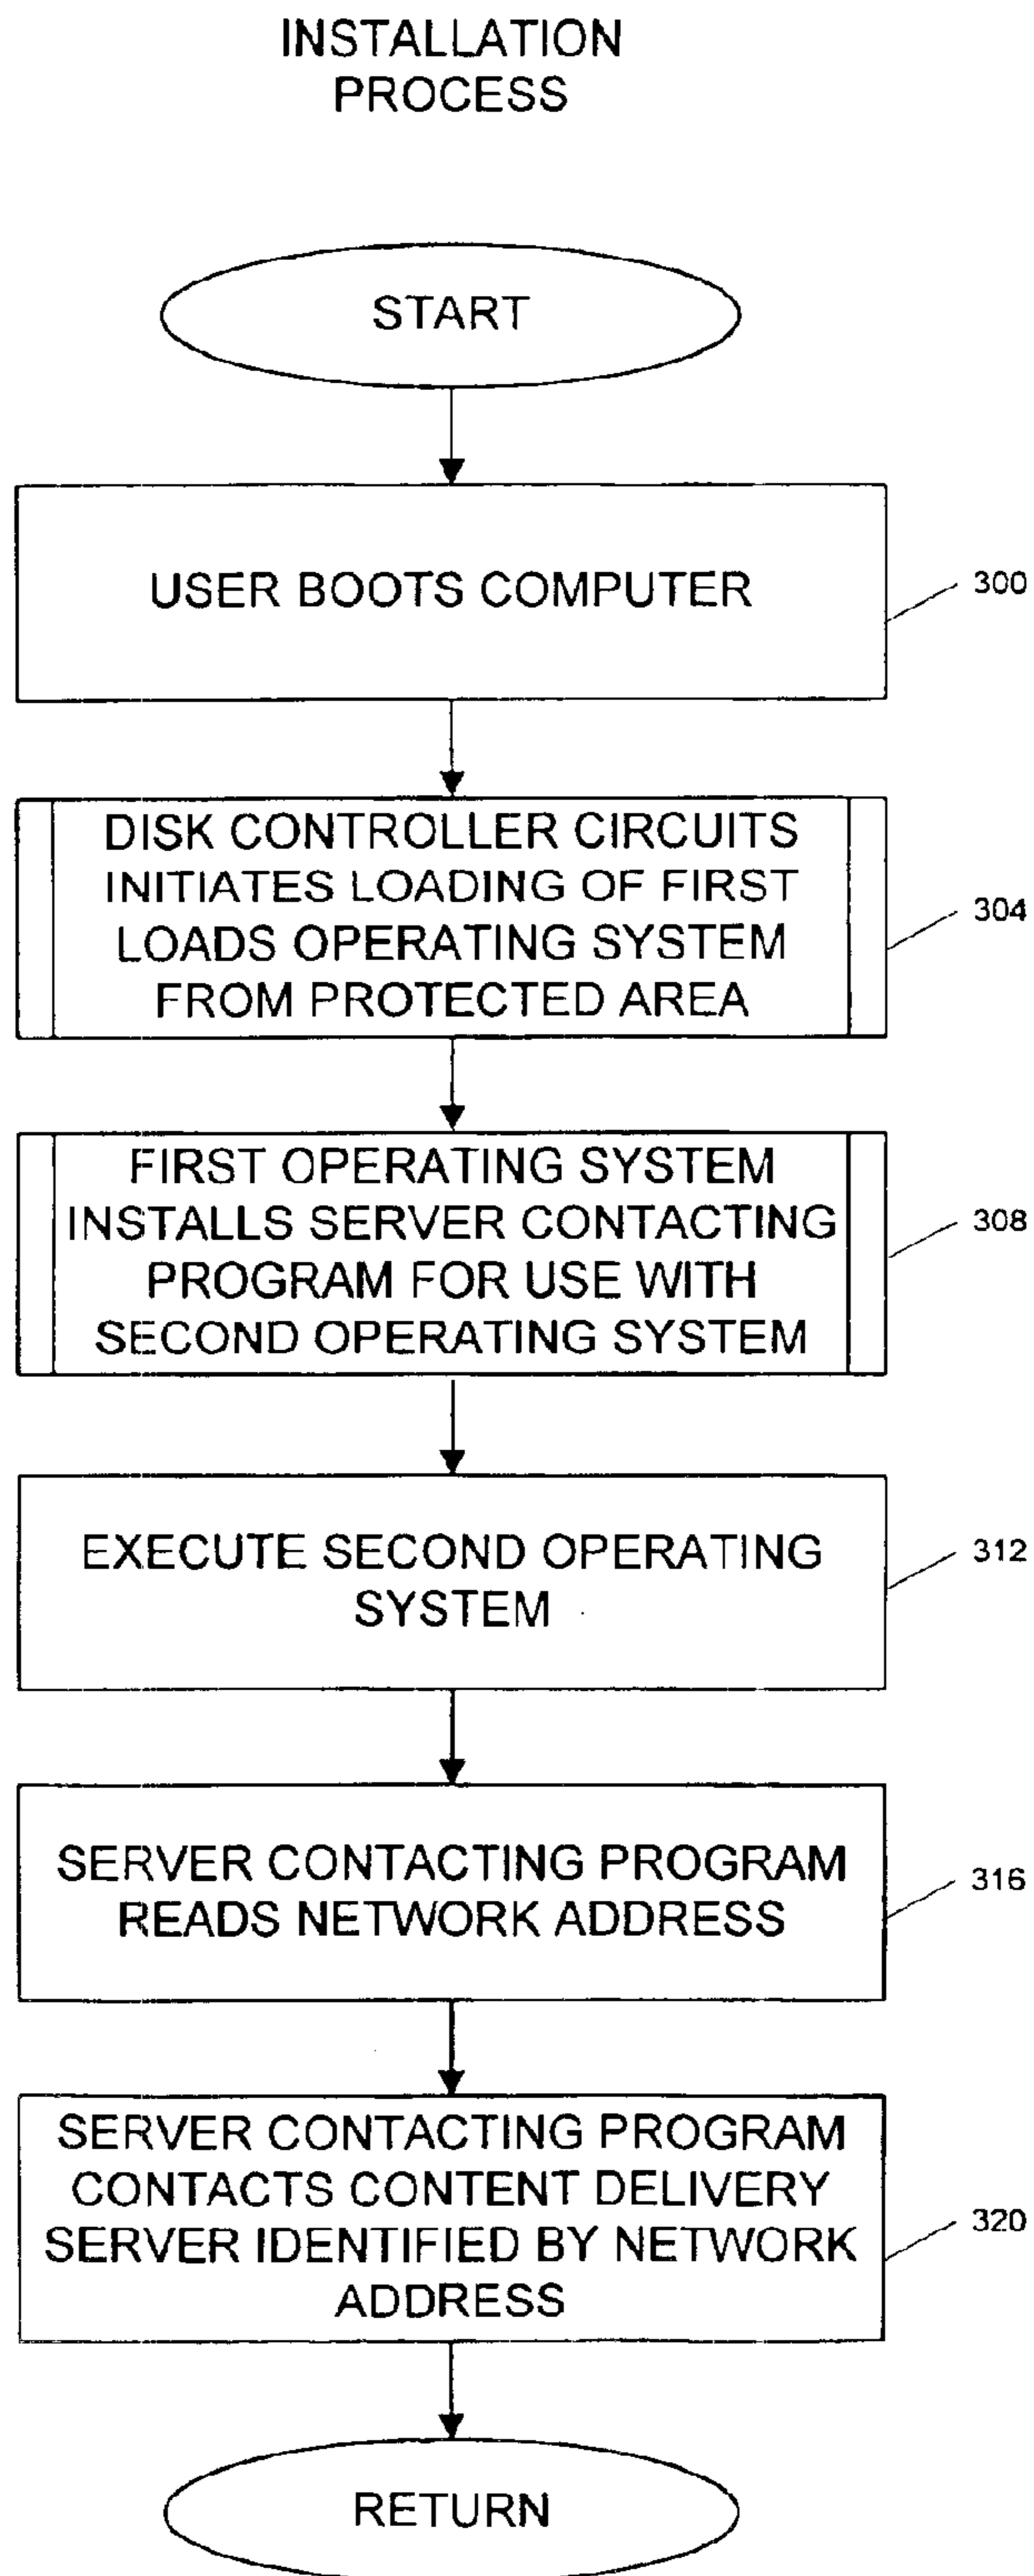 INSTALLATION
PROCESS
START
USER BOOTS COMPUTER
300
DISK CONTROLLER CIRCUITS
INITIATES LOADING OF FIRST
LOADS OPERATING SYSTEM
FROM PROTECTED AREA
304
FIRST OPERATING SYSTEM
INSTALLS SERVER CONTACTING
PROGRAM FOR USE WITH
SECOND OPERATING SYSTEM
308
EXECUTE SECOND OPERATING
SYSTEM
312
SERVER CONTACTING PROGRAM
READS NETWORK ADDRESS
316
SERVER CONTACTING PROGRAM
CONTACTS CONTENT DELIVERY
SERVER IDENTIFIED BY NETWORK
ADDRESS
320
RETURN